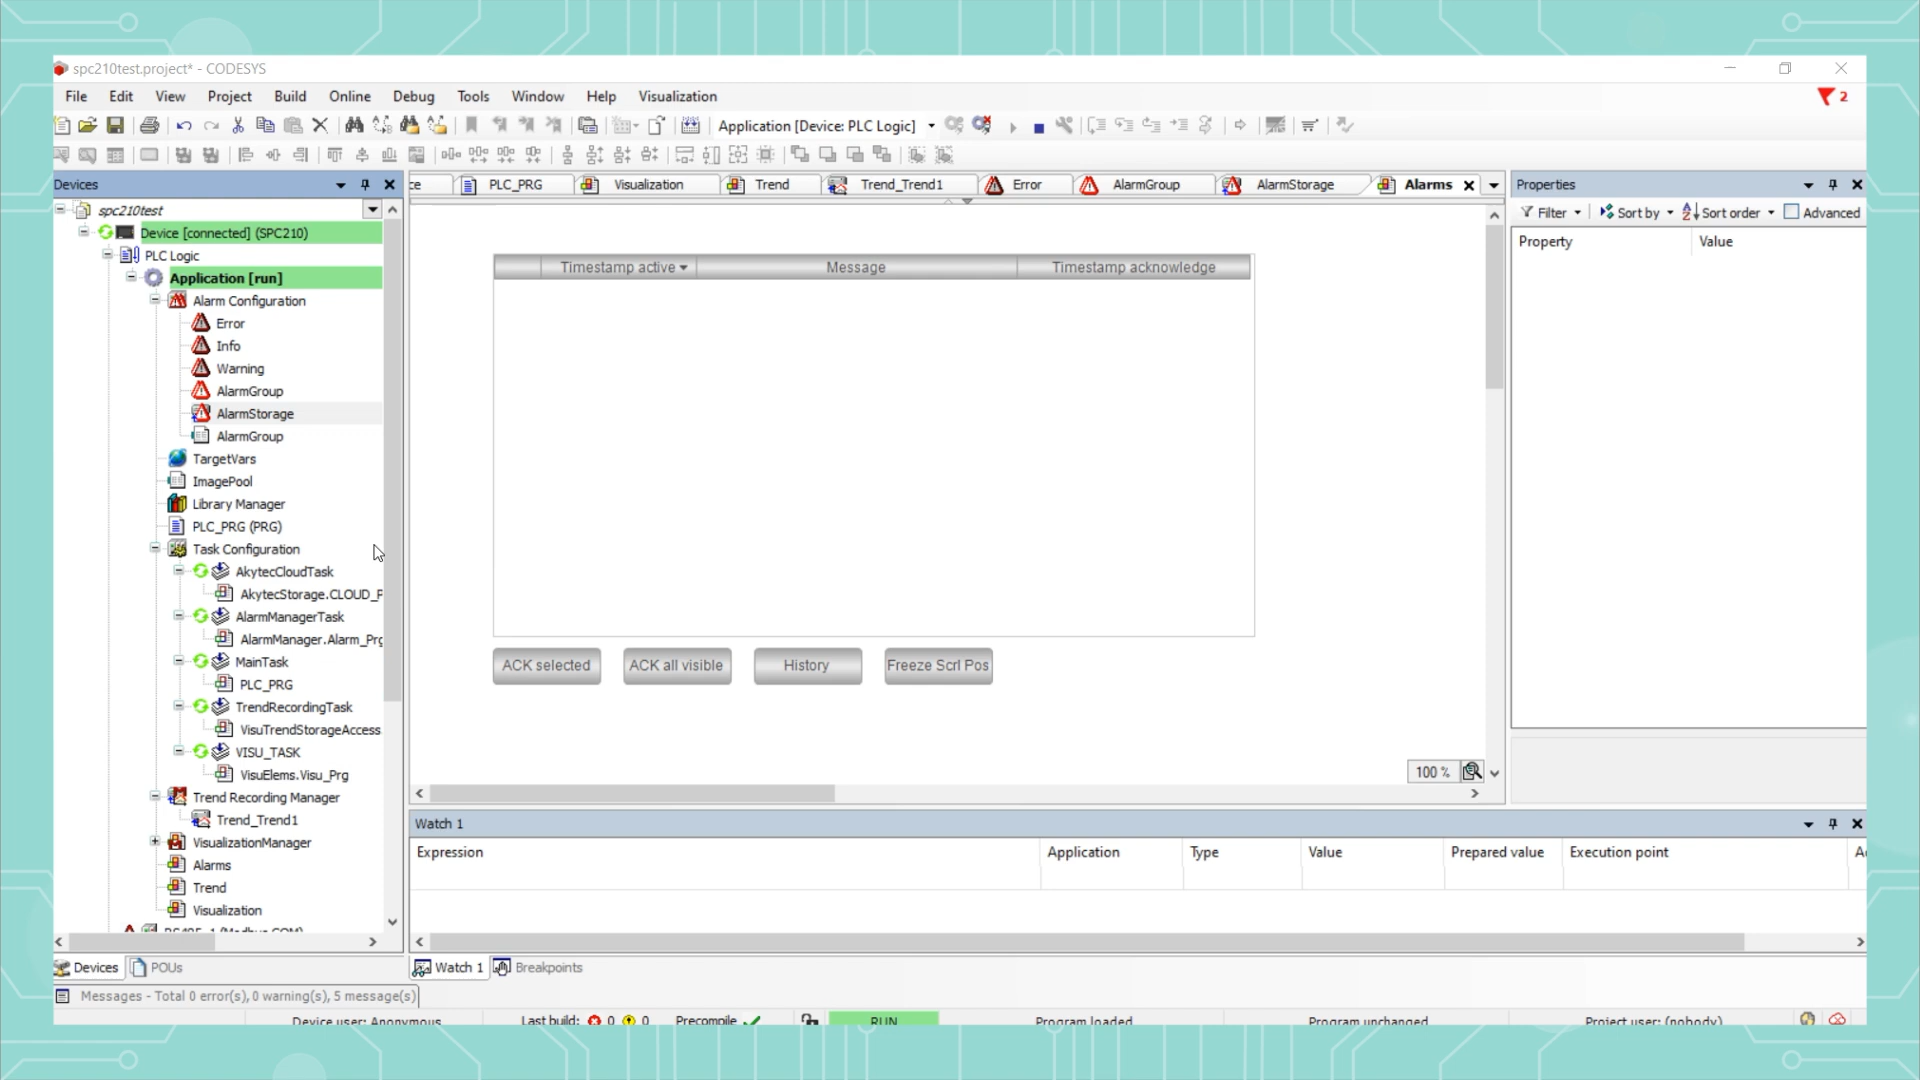 spc210test.project* - CODESYS
File Edit View Project Build Online Debug Tools Window Help Visualization
2
Application [Device: PLC Logic]
Devices
PLC_PRG Visualization Trend Trend_Trend1 Error AlarmGroup AlarmStorage Alarms
Properties
Filter Sort by Sort order Advanced
Property Value
spc210test
Device [connected] (SPC210)
PLC Logic
Application [run]
Alarm Configuration
Error
Info
Warning
AlarmGroup
AlarmStorage
AlarmGroup
TargetVars
ImagePool
Library Manager
PLC_PRG (PRG)
Task Configuration
AkytecCloudTask
AkytecStorage.CLOUD_P
AlarmManagerTask
AlarmManager.Alarm_Prg
MainTask
PLC_PRG
TrendRecordingTask
VisuTrendStorageAccess
VISU_TASK
VisuElems.Visu_Prg
Trend Recording Manager
Trend_Trend1
VisualizationManager
Alarms
Trend
Visualization
Timestamp active Message Timestamp acknowledge
ACK selected ACK all visible History Freeze Scrl Pos
100 %
Watch 1
Expression Application Type Value Prepared value Execution point
Devices POUs
Watch 1 Breakpoints
Messages - Total 0 error(s), 0 warning(s), 5 message(s)
Device user: Anonymous Last build: 0 0 Precompile RUN Program loaded Program unchanged Project user: (nobody)